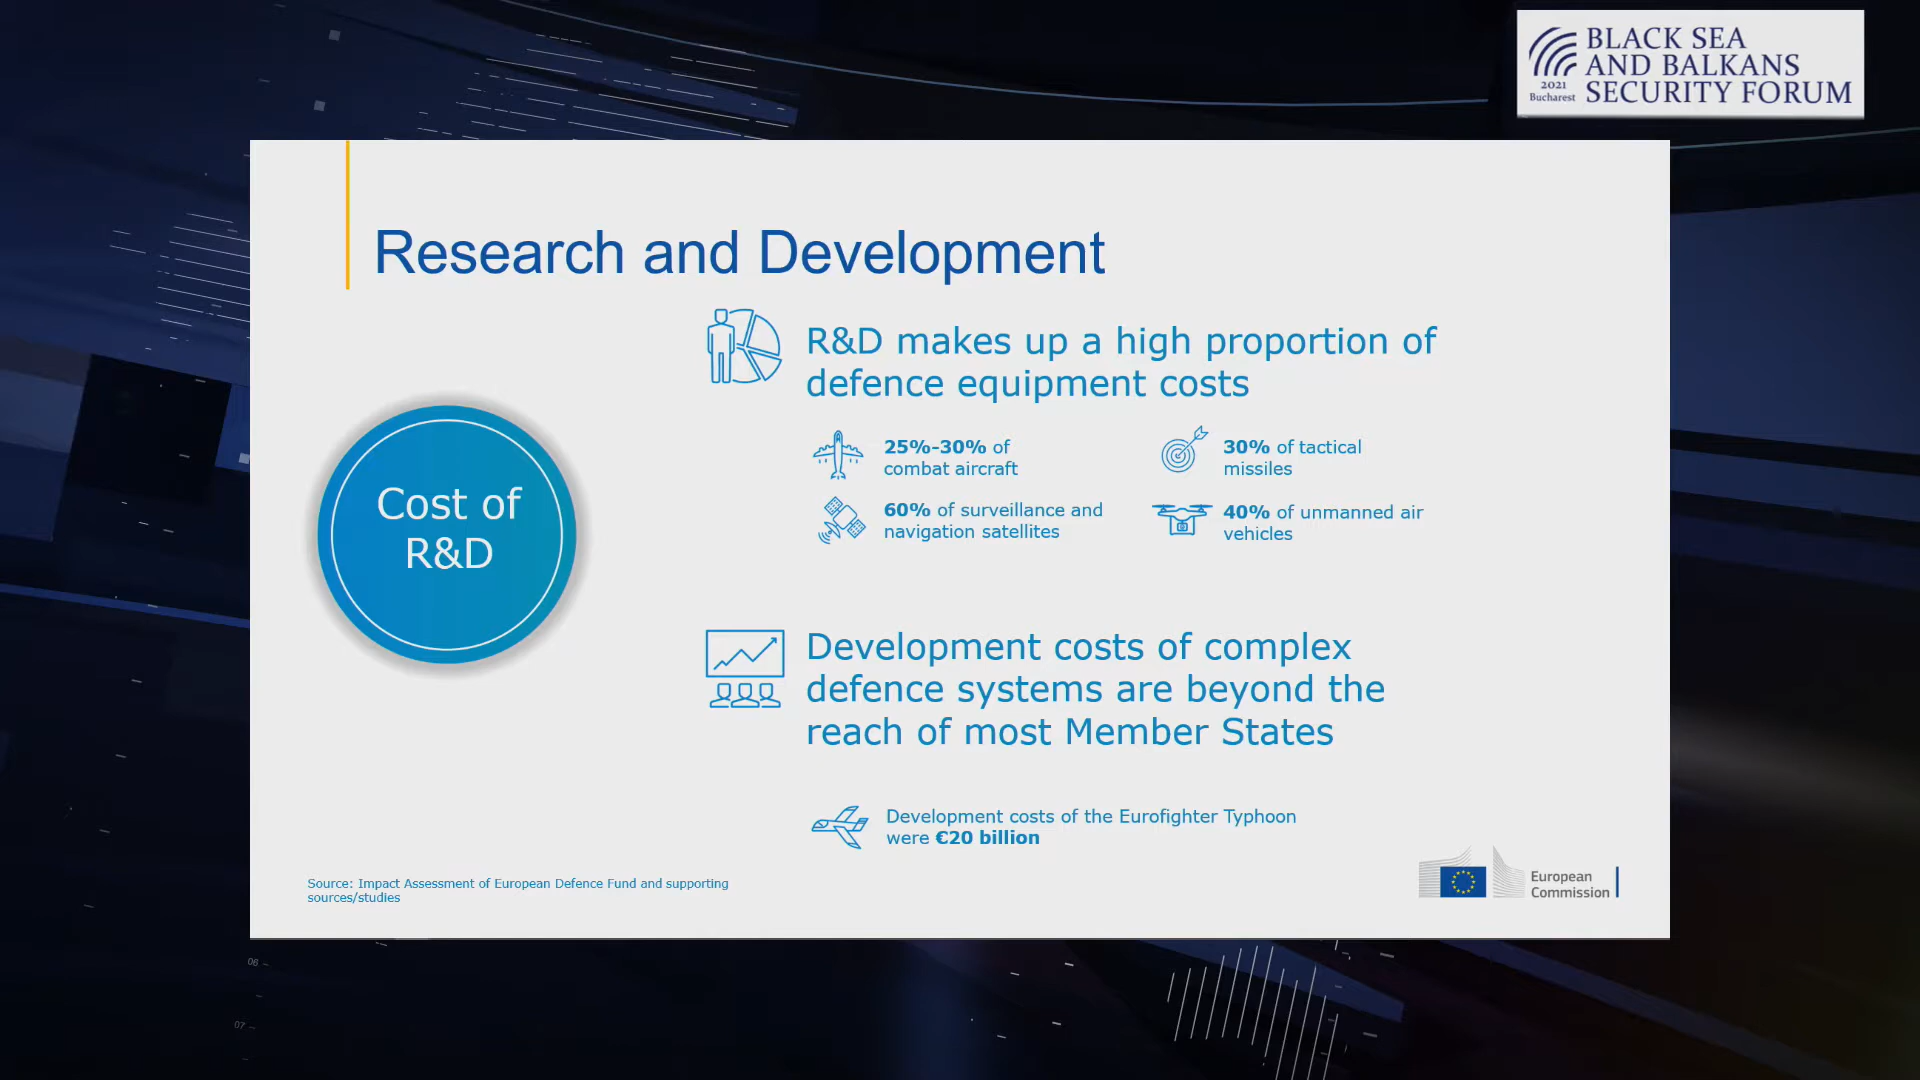 BLACK SEA
AND BALKANS
SECURITY FORUM
2021
Bucharest
Research and Development
R&D makes up a high proportion of
defence equipment costs
25%-30% of
combat aircraft
30% of tactical
missiles
60% of surveillance and
navigation satellites
40% of unmanned air
vehicles
Cost of
R&D
Development costs of complex
defence systems are beyond the
reach of most Member States
Development costs of the Eurofighter Typhoon
were €20 billion
Source: Impact Assessment of European Defence Fund and supporting
sources/studies
European
Commission
06
07